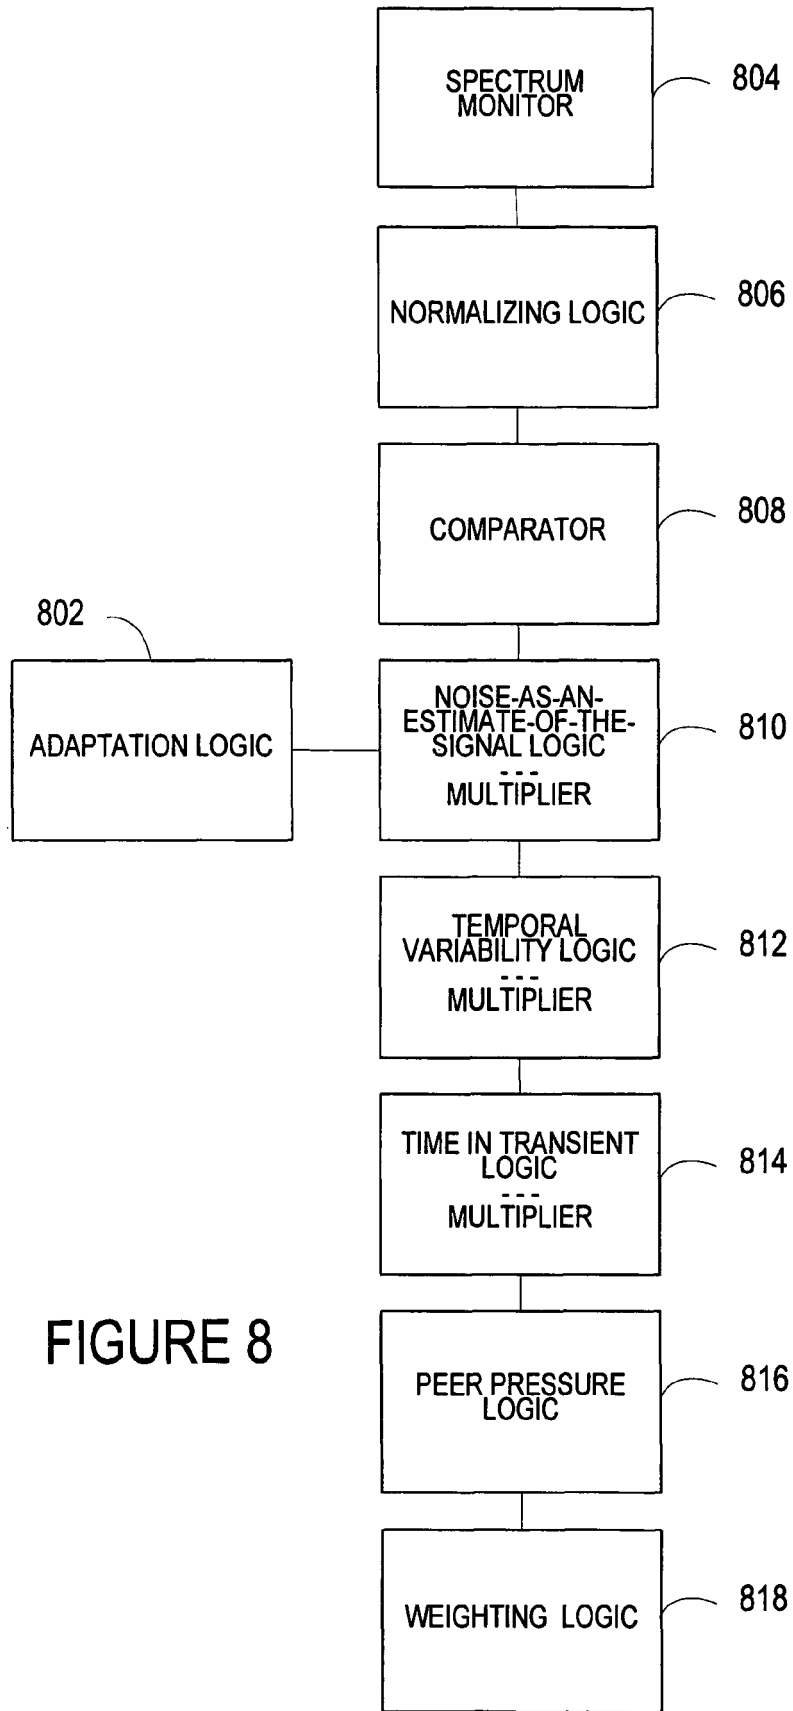 SPECTRUM
MONITOR
804
NORMALIZING LOGIC
806
COMPARATOR
808
802
ADAPTATION LOGIC
NOISE-AS-AN-
ESTIMATE-OF-THE-
SIGNAL LOGIC
---
MULTIPLIER
810
TEMPORAL
VARIABILITY LOGIC
---
MULTIPLIER
812
TIME IN TRANSIENT
LOGIC
---
MULTIPLIER
814
FIGURE 8
PEER PRESSURE
LOGIC
816
WEIGHTING LOGIC
818